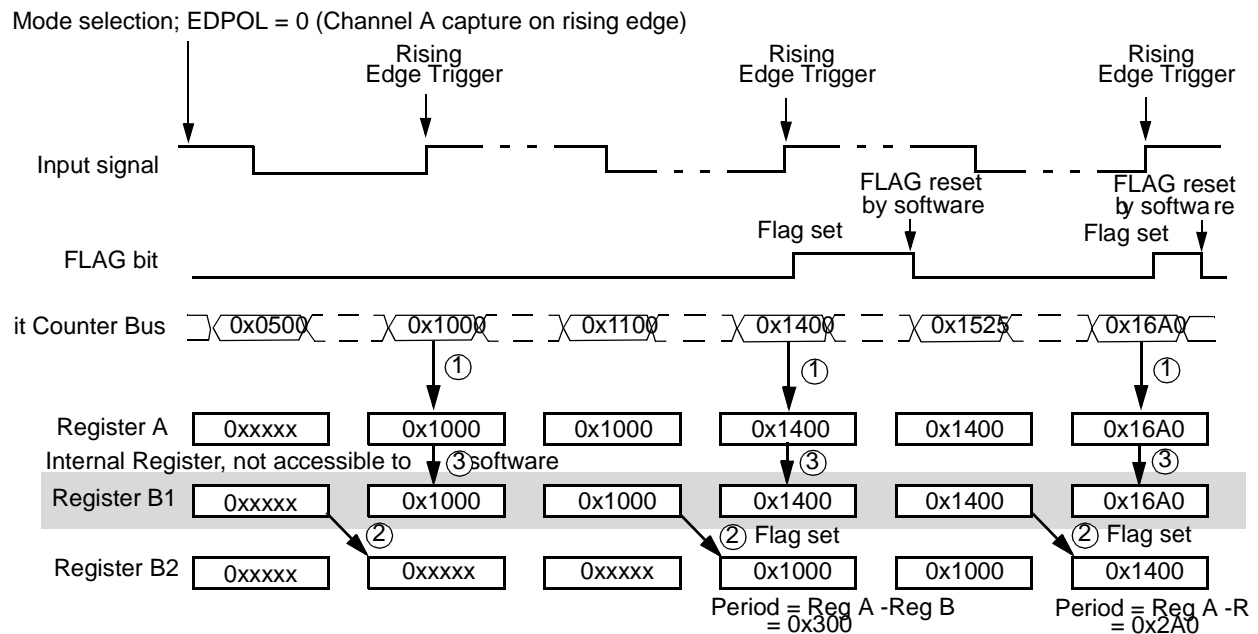 Mode selection; EDPOL = 0 (Channel A capture on rising edge)
Rising
Edge Trigger
Rising
Edge Trigger
Rising
Edge Trigger
Input signal
FLAG reset
by software
FLAG reset
by software
Flag set
Flag set
FLAG bit
it Counter Bus
0x0500
0x1000
0x1100
0x1400
0x1525
0x16A0
1
1
1
Register A
0xxxxx
0x1000
0x1000
0x1400
0x1400
0x16A0
Internal Register, not accessible to software
3
3
3
Register B1
0xxxxx
0x1000
0x1000
0x1400
0x1400
0x16A0
2
2 Flag set
2 Flag set
Register B2
0xxxxx
0xxxxx
0xxxxx
0x1000
0x1000
0x1400
Period = Reg A -Reg B
= 0x300
Period = Reg A -R
= 0x2A0